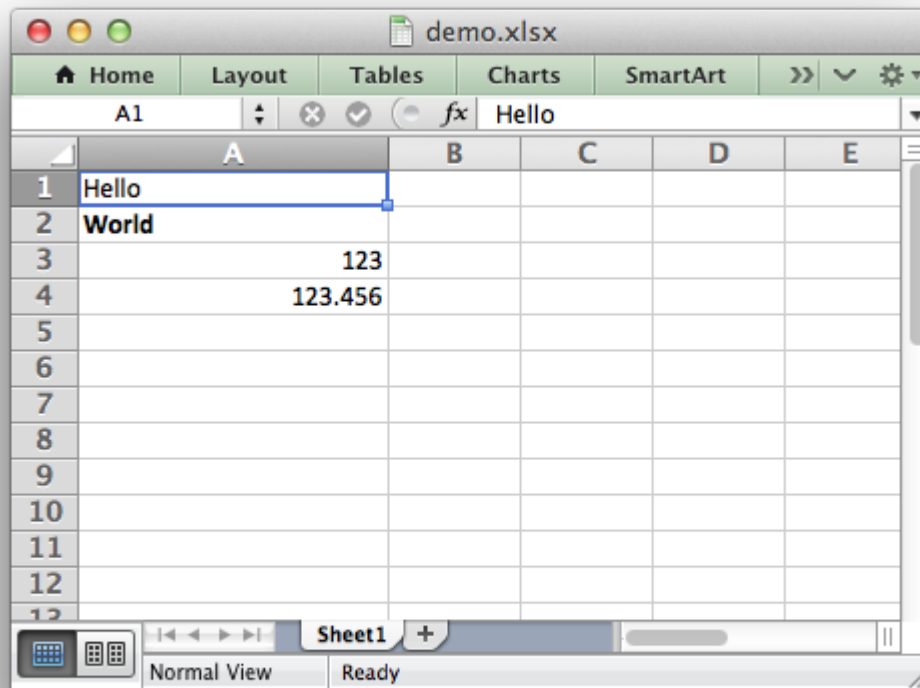 demo.xlsx
Home Layout Tables Charts SmartArt
A1 fx Hello
A B C D E
1 Hello
2 World
3 123
4 123.456
5
6
7
8
9
10
11
12
13
Sheet1 +
Normal View Ready